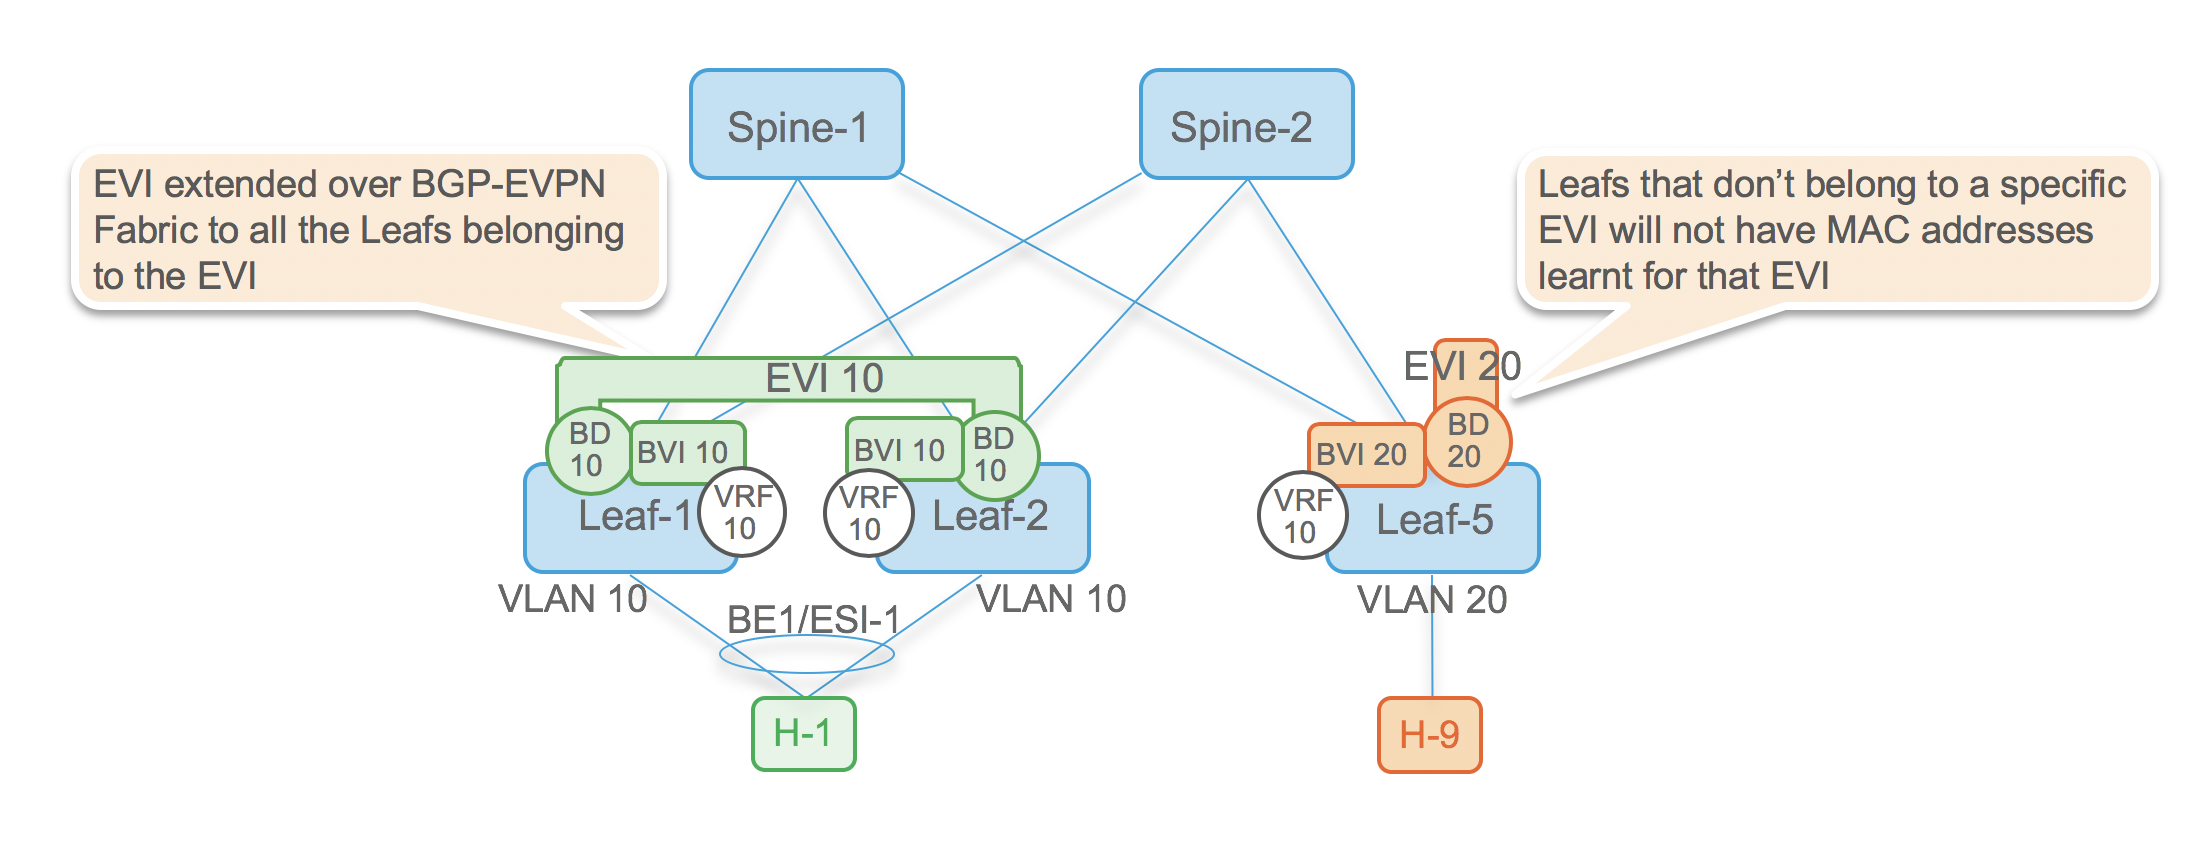 Spine-1
Spine-2
EVI extended over BGP-EVPN
Fabric to all the Leafs belonging
to the EVI
Leafs that don’t belong to a specific
EVI will not have MAC addresses
learnt for that EVI
EVI 10
EVI 20
BD
10
BVI 10
BVI 10
BD
10
BVI 20
BD
20
Leaf-1
VRF
10
VRF
10
Leaf-2
VRF
10
Leaf-5
VLAN 10
BE1/ESI-1
VLAN 10
VLAN 20
H-1
H-9